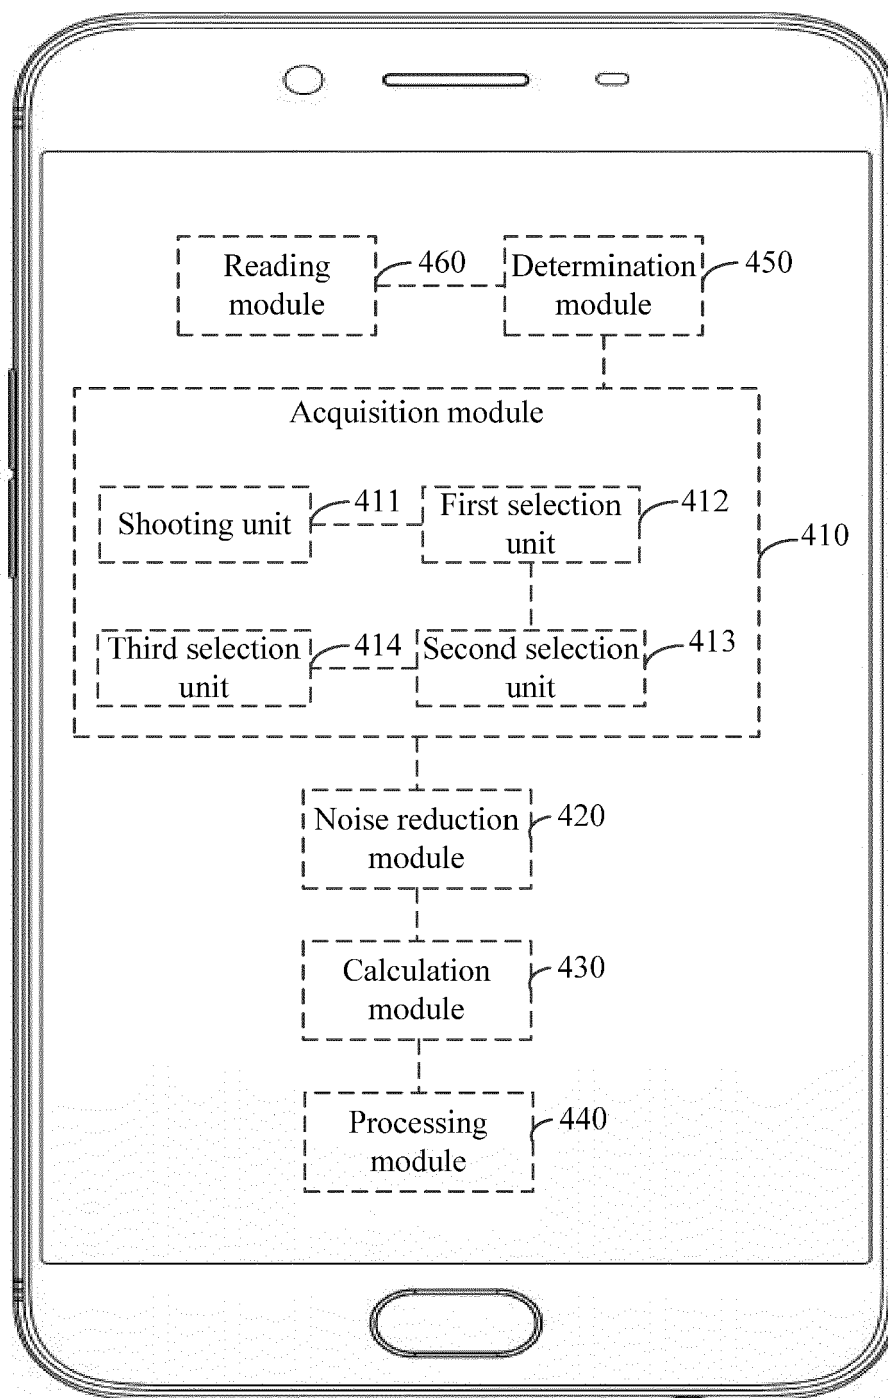 Reading
module
460
Determination
module
450
Acquisition module
Shooting unit
411
First selection
unit
412
410
Third selection
unit
414
Second selection
unit
413
Noise reduction
module
420
Calculation
module
430
Processing
module
440